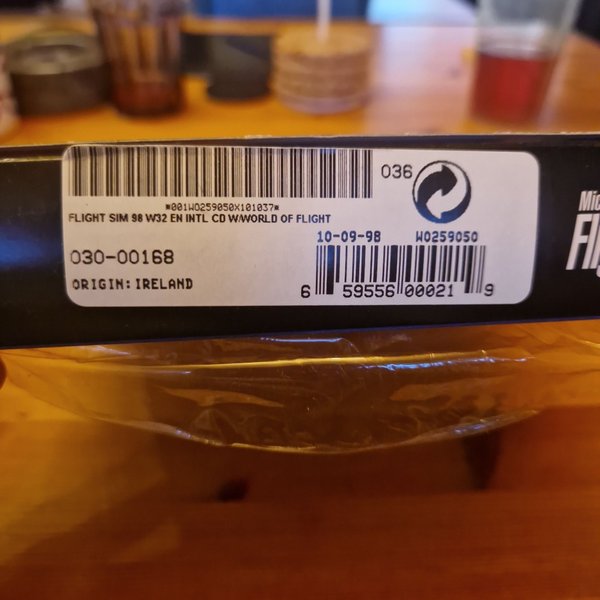 *001W0259050X101037*
036
FLIGHT SIM 98 W32 EN INTL CD W/WORLD OF FLIGHT
10-09-98 W0259050
030-00168
ORIGIN: IRELAND
6 59556 00021 9